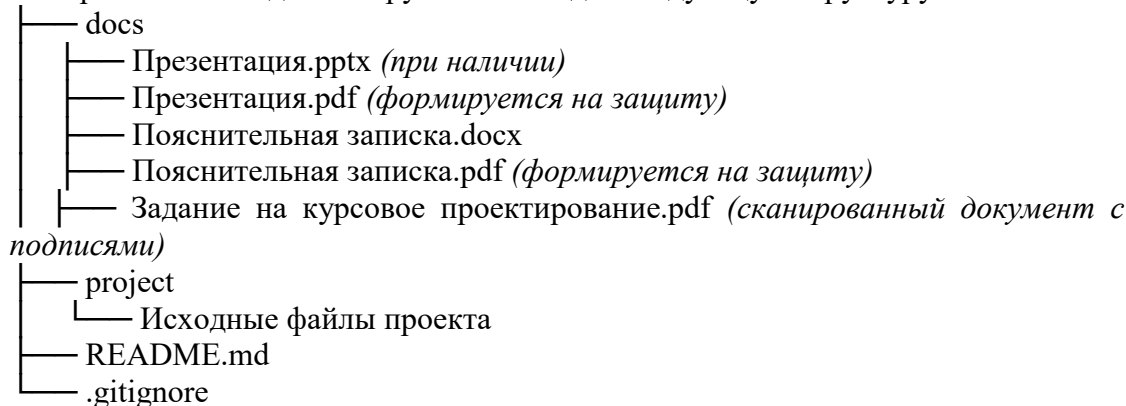 docs
Презентация.pptx (при наличии)
Презентация.pdf (формируется на защиту)
Пояснительная записка.docx
Пояснительная записка.pdf (формируется на защиту)
Задание на курсовое проектирование.pdf (сканированный документ с
подписями)
project
Исходные файлы проекта
README.md
.gitignore